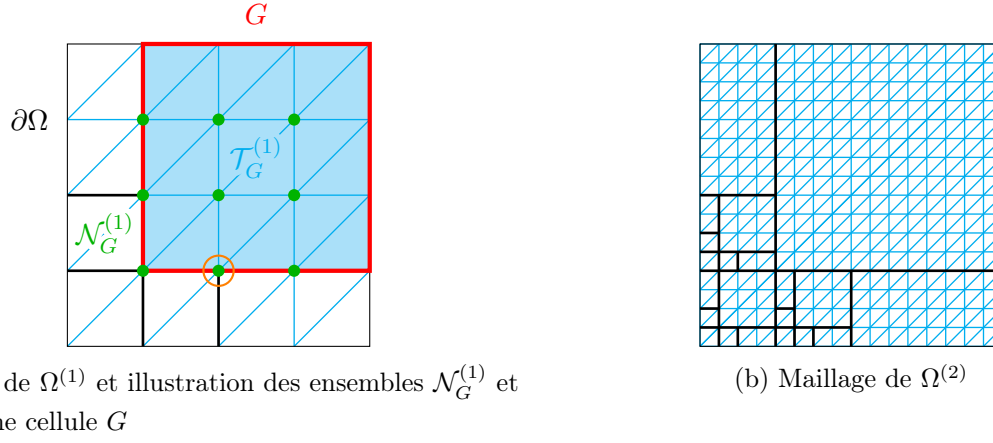 G
∂Ω
𝒯_G^{(1)}
𝒩_G^{(1)}
de Ω^{(1)} et illustration des ensembles 𝒩_G^{(1)} et
ne cellule G
(b) Maillage de Ω^{(2)}